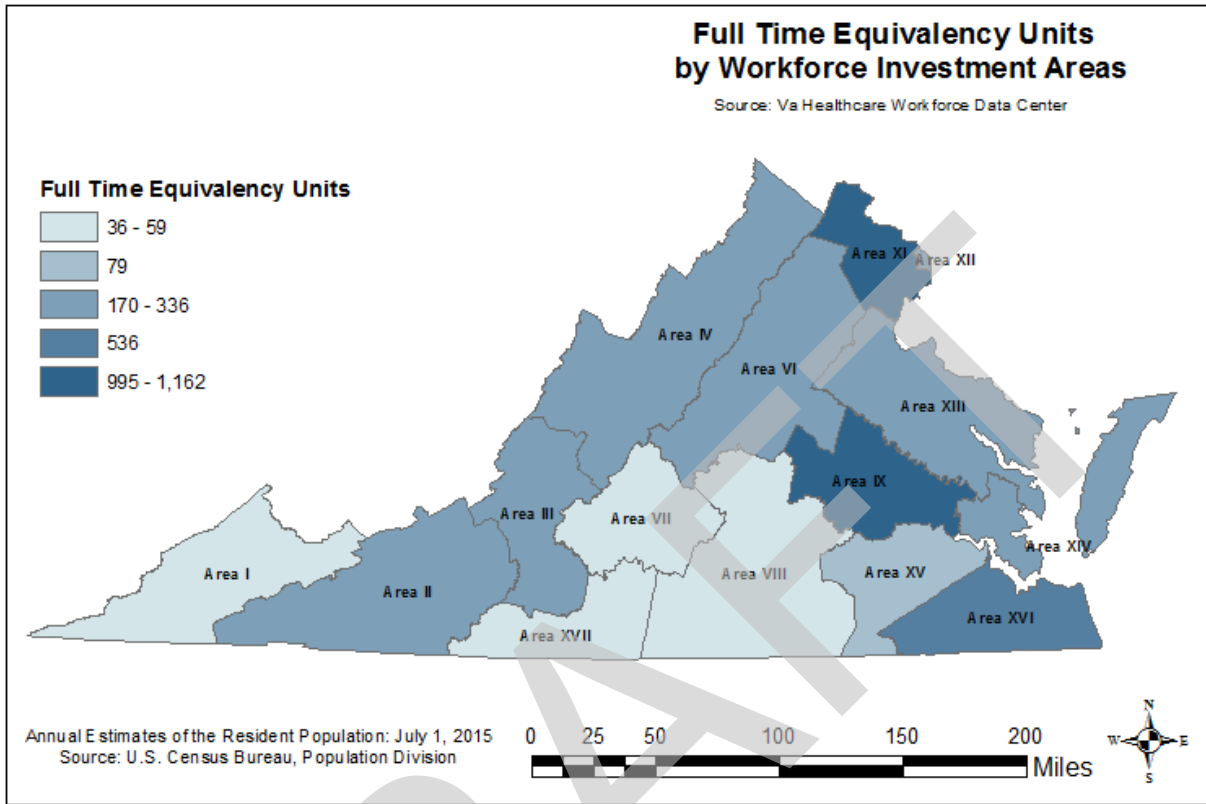 Full Time Equivalency Units
by Workforce Investment Areas
Source: Va Healthcare Workforce Data Center
Full Time Equivalency Units
36 - 59
79
170 - 336
536
995 - 1,162
Area XI
Area XII
Area IV
Area VI
Area XIII
Area IX
Area III
Area VII
Area XIV
Area I
Area II
Area VIII
Area XV
Area XVI
Area XVII
Annual Estimates of the Resident Population: July 1, 2015
Source: U.S. Census Bureau, Population Division
0 25 50 100 150 200
Miles
N
W E
S
DRAFT